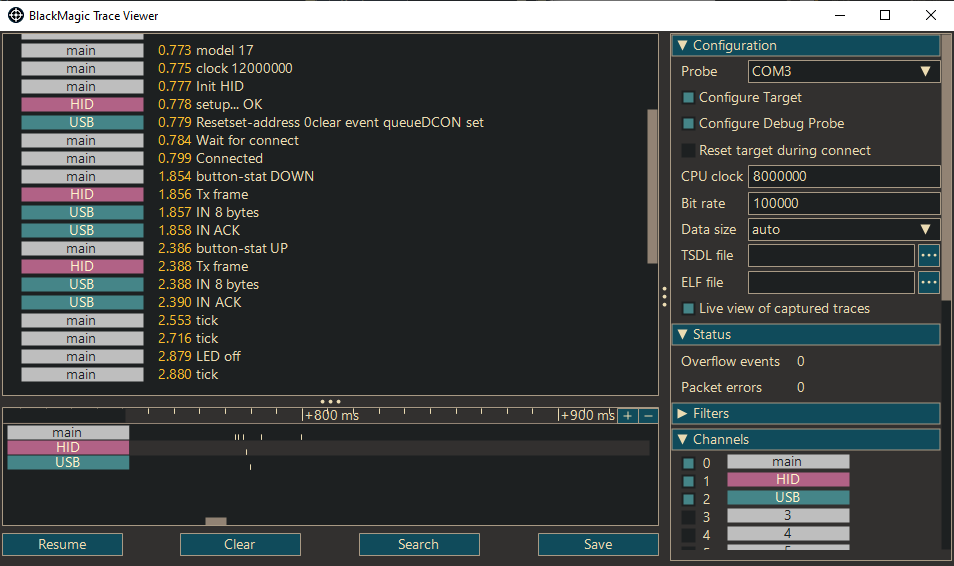 BlackMagic Trace Viewer
main 0.773 model 17
main 0.775 clock 12000000
main 0.777 Init HID
HID 0.778 setup... OK
USB 0.779 Resetset-address 0clear event queueDCON set
main 0.784 Wait for connect
main 0.799 Connected
main 1.854 button-stat DOWN
HID 1.856 Tx frame
USB 1.857 IN 8 bytes
USB 1.858 IN ACK
main 2.386 button-stat UP
HID 2.388 Tx frame
USB 2.388 IN 8 bytes
USB 2.390 IN ACK
main 2.553 tick
main 2.716 tick
main 2.879 LED off
main 2.880 tick
+800 ms +900 ms + −
main
HID
USB
Resume Clear Search Save
Configuration
Probe COM3
Configure Target
Configure Debug Probe
Reset target during connect
CPU clock 8000000
Bit rate 100000
Data size auto
TSDL file ...
ELF file ...
Live view of captured traces
Status
Overflow events 0
Packet errors 0
Filters
Channels
0 main
1 HID
2 USB
3 3
4 4